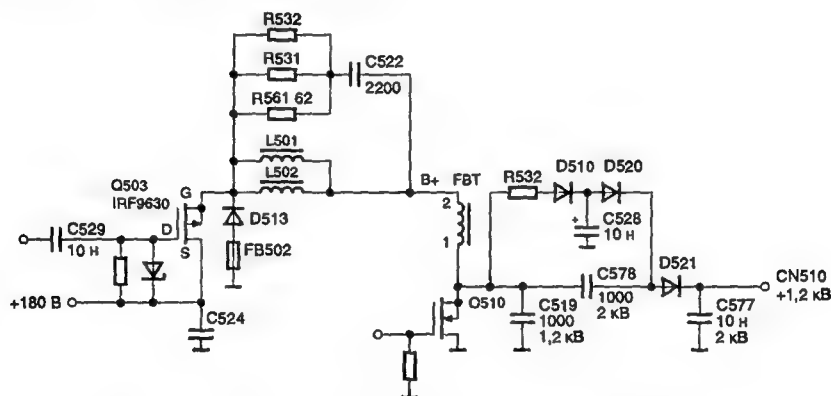 R532
R531
C522
2200
R561 62
L501
L502
Q503
IRF9630
G
D
S
C529
10 н
D513
FB502
+180 В
C524
B+
FBT
2
1
R532
D510
D520
+
C528
10 н
O510
C519
1000
1,2 кВ
C578
1000
2 кВ
D521
C577
10 н
2 кВ
CN510
+1,2 кВ